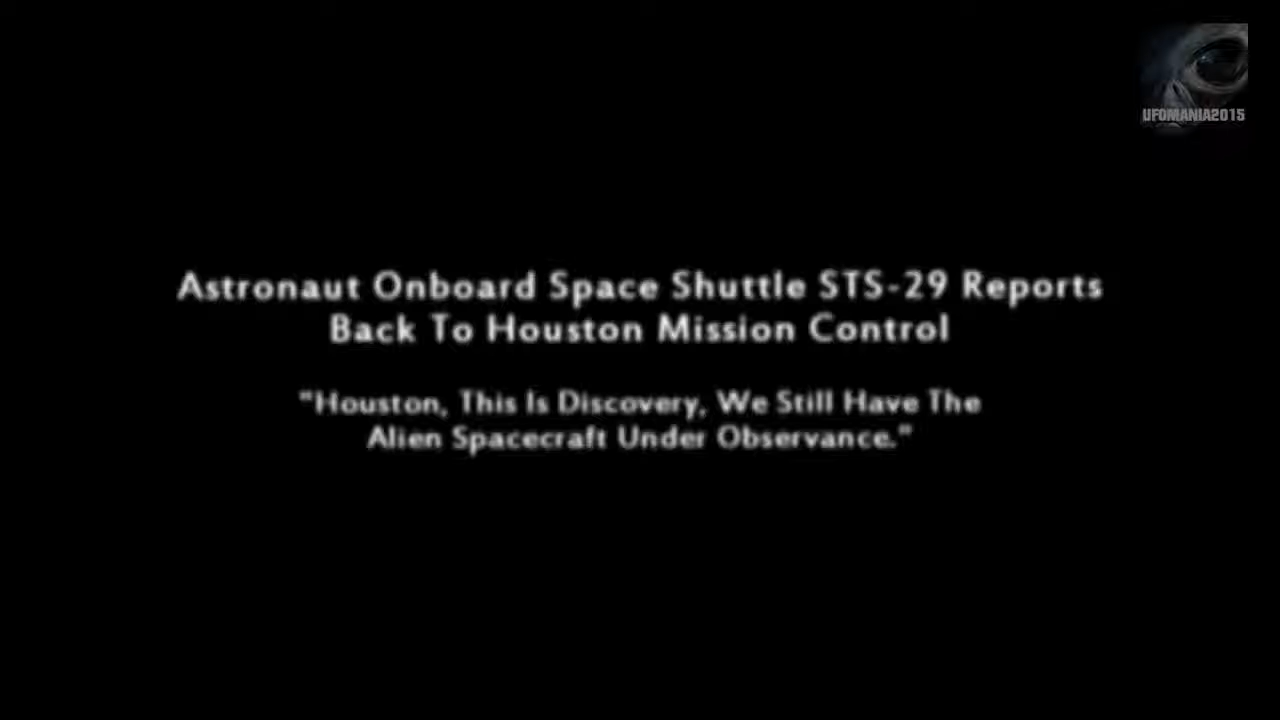 UFOMANIA2015
Astronaut Onboard Space Shuttle STS-29 Reports
Back To Houston Mission Control
"Houston, This Is Discovery, We Still Have The
Alien Spacecraft Under Observance."